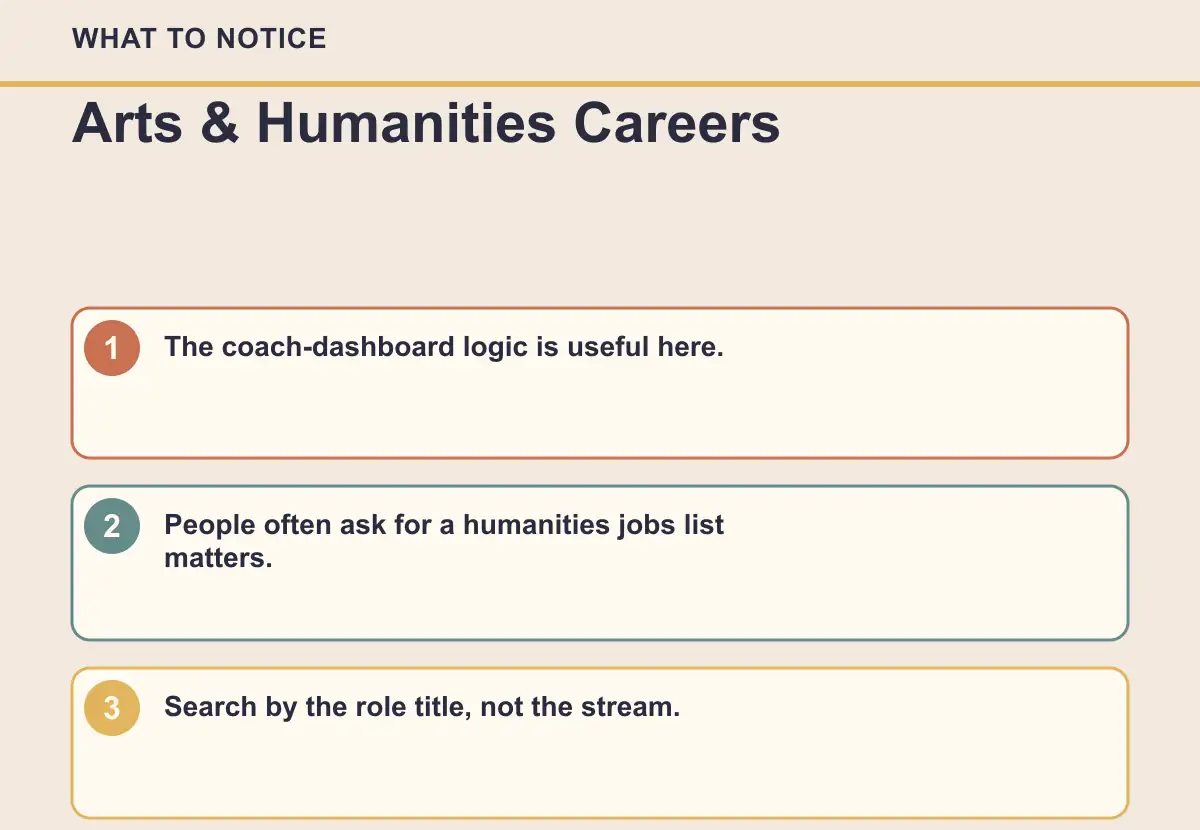 WHAT TO NOTICE
Arts & Humanities Careers
1
The coach-dashboard logic is useful here.
2
People often ask for a humanities jobs list
matters.
3
Search by the role title, not the stream.